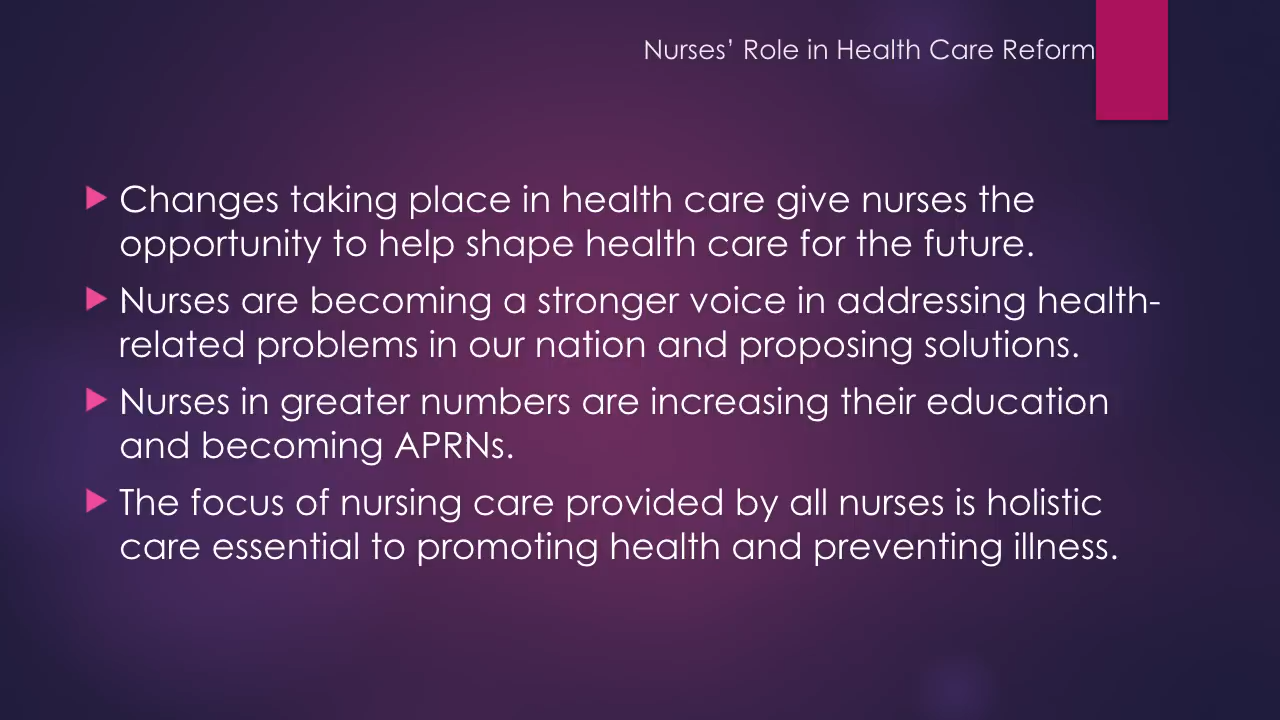 Nurses’ Role in Health Care Reform
Changes taking place in health care give nurses the
opportunity to help shape health care for the future.
Nurses are becoming a stronger voice in addressing health-
related problems in our nation and proposing solutions.
Nurses in greater numbers are increasing their education
and becoming APRNs.
The focus of nursing care provided by all nurses is holistic
care essential to promoting health and preventing illness.